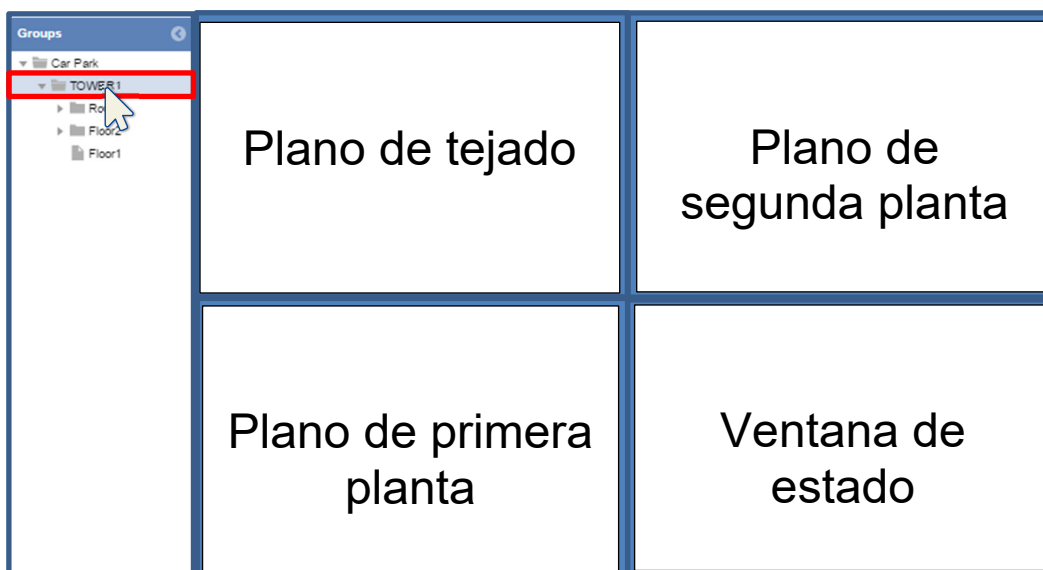 Groups
Car Park
TOWER1
Floor2
Floor1
Plano de tejado
Plano de
segunda planta
Plano de primera
planta
Ventana de
estado